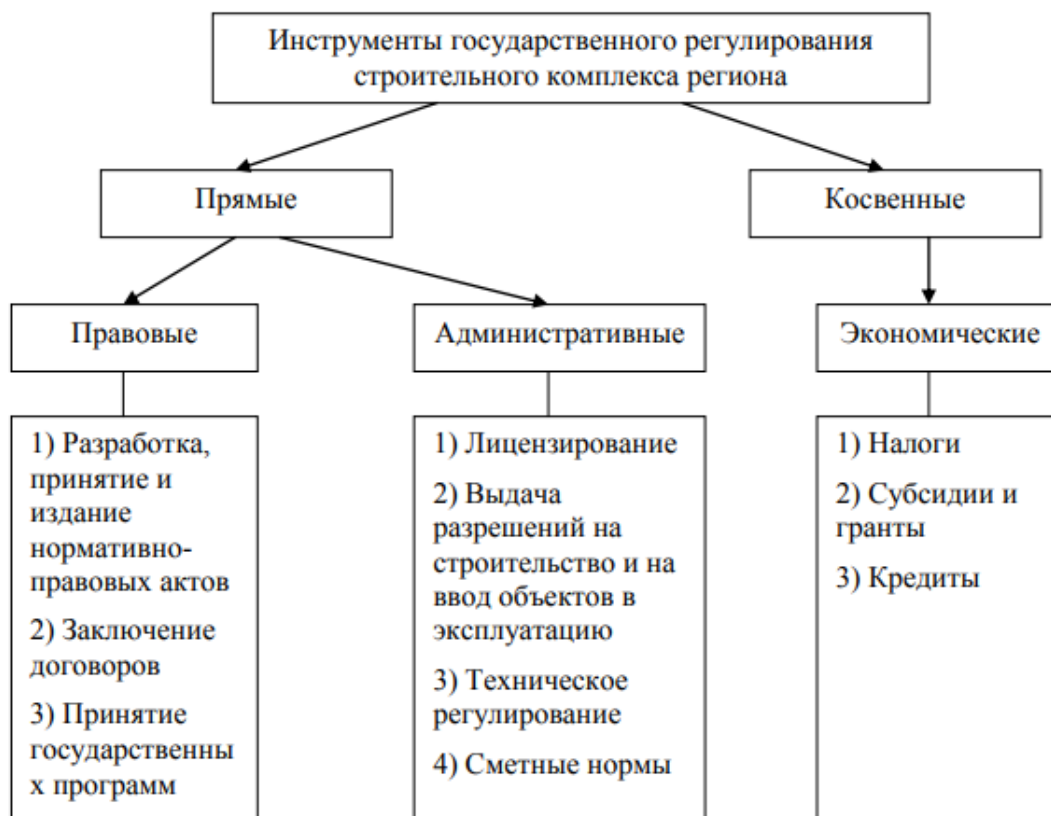 Инструменты государственного регулирования
строительного комплекса региона
Прямые
Косвенные
Правовые
Административные
Экономические
1) Разработка,
принятие и
издание
нормативно-
правовых актов
2) Заключение
договоров
3) Принятие
государственны
х программ
1) Лицензирование
2) Выдача
разрешений на
строительство и на
ввод объектов в
эксплуатацию
3) Техническое
регулирование
4) Сметные нормы
1) Налоги
2) Субсидии и
гранты
3) Кредиты